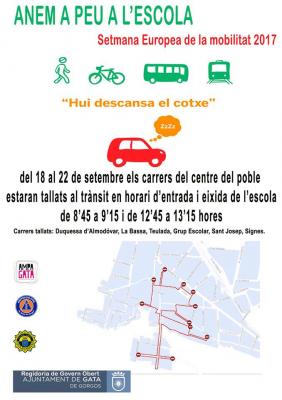 ANEM A PEU A L'ESCOLA
Setmana Europea de la mobilitat 2017
"Hui descansa el cotxe"
ZzZz
del 18 al 22 de setembre els carrers del centre del poble
estaran tallats al trànsit en horari d'entrada i eixida de l'escola
de 8'45 a 9'15 i de 12'45 a 13'15 hores
Carrers tallats: Duquessa d'Almodóvar, La Bassa, Teulada, Grup Escolar, Sant Josep, Signes.
AMPA
GATA
Regidoria de Govern Obert
AJUNTAMENT DE GATA
DE GORGOS